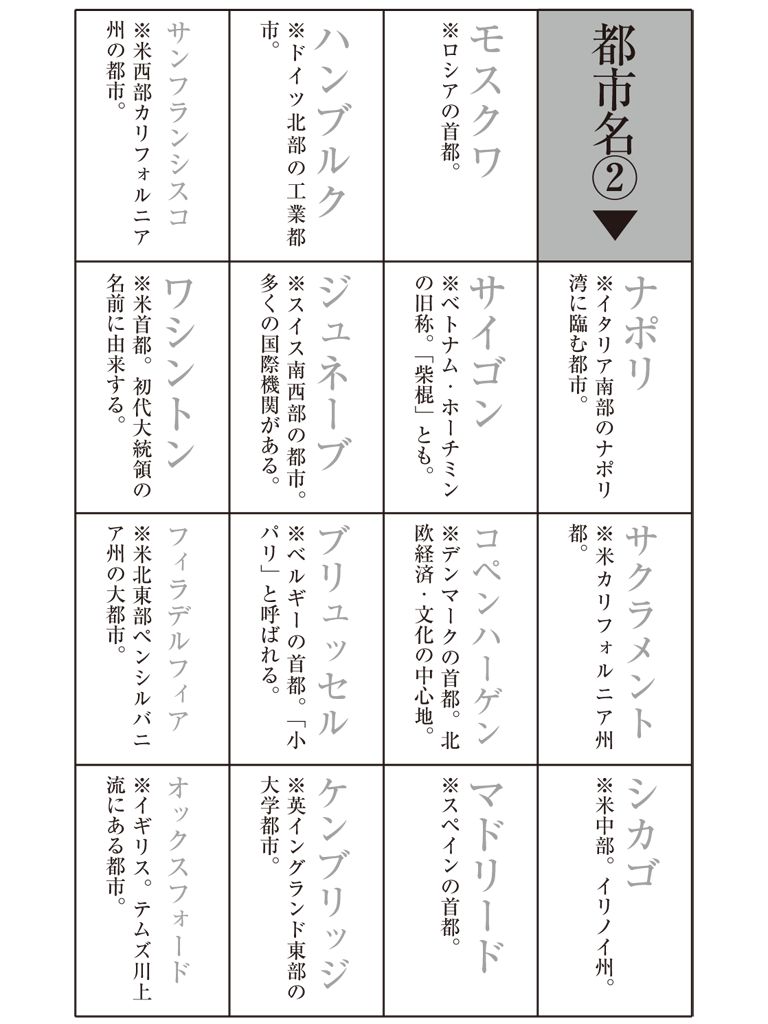 都市名②▼
ナポリ
※イタリア南部のナポリ
湾に臨む都市。
サクラメント
※米カリフォルニア州
都。
シカゴ
※米中部。イリノイ州。
モスクワ
※ロシアの首都。
サイゴン
※ベトナム・ホーチミン
の旧称。「柴棍」とも。
コペンハーゲン
※デンマークの首都。北
欧経済・文化の中心地。
マドリード
※スペインの首都。
ハンブルク
※ドイツ北部の工業都
市。
ジュネーブ
※スイス南西部の都市。
多くの国際機関がある。
ブリュッセル
※ベルギーの首都。「小
パリ」と呼ばれる。
ケンブリッジ
※英イングランド東部の
大学都市。
サンフランシスコ
※米西部カリフォルニア
州の都市。
ワシントン
※米首都。初代大統領の
名前に由来する。
フィラデルフィア
※米北東部ペンシルバニ
ア州の大都市。
オックスフォード
※イギリス。テムズ川上
流にある都市。